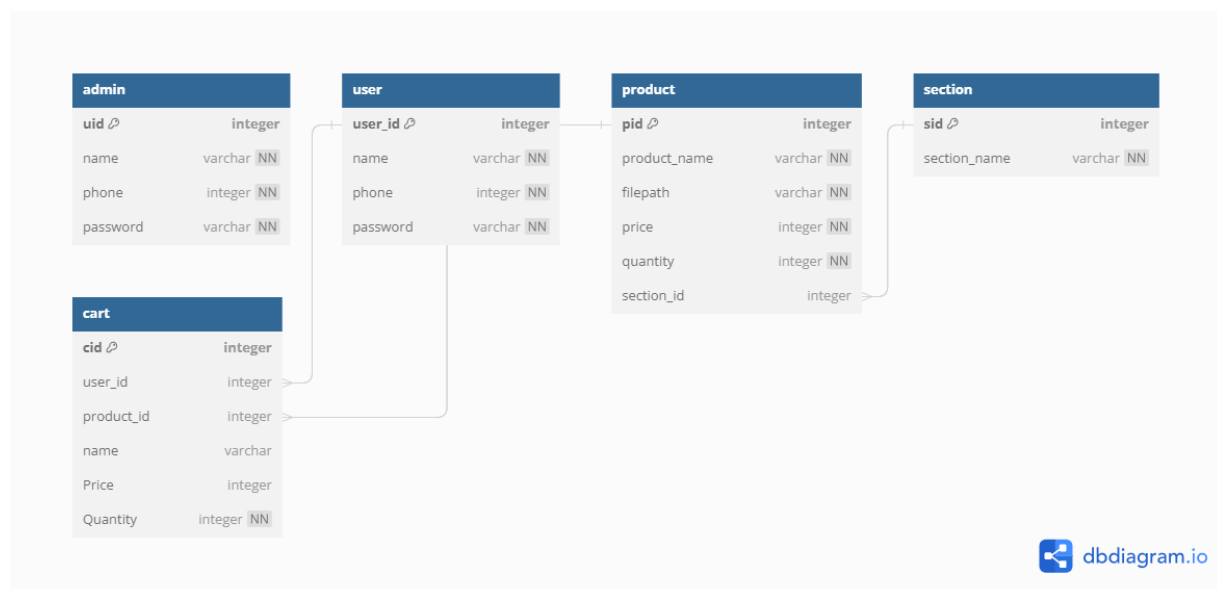 admin
uid integer
name varchar NN
phone integer NN
password varchar NN
user
user_id integer
name varchar NN
phone integer NN
password varchar NN
product
pid integer
product_name varchar NN
filepath varchar NN
price integer NN
quantity integer NN
section_id integer
section
sid integer
section_name varchar NN
cart
cid integer
user_id integer
product_id integer
name varchar
Price integer
Quantity integer NN
dbdiagram.io